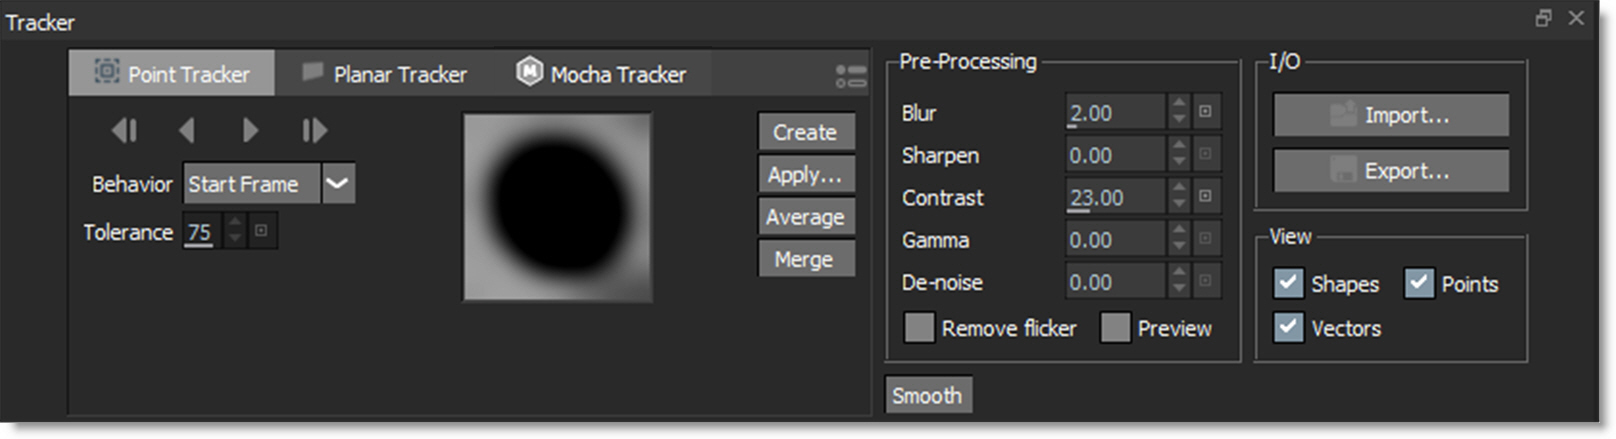 Tracker
Point Tracker
Planar Tracker
Mocha Tracker
Behavior Start Frame
Tolerance 75
Create
Apply...
Average
Merge
Pre-Processing
Blur 2.00
Sharpen 0.00
Contrast 23.00
Gamma 0.00
De-noise 0.00
Remove flicker Preview
Smooth
I/O
Import...
Export...
View
Shapes Points
Vectors